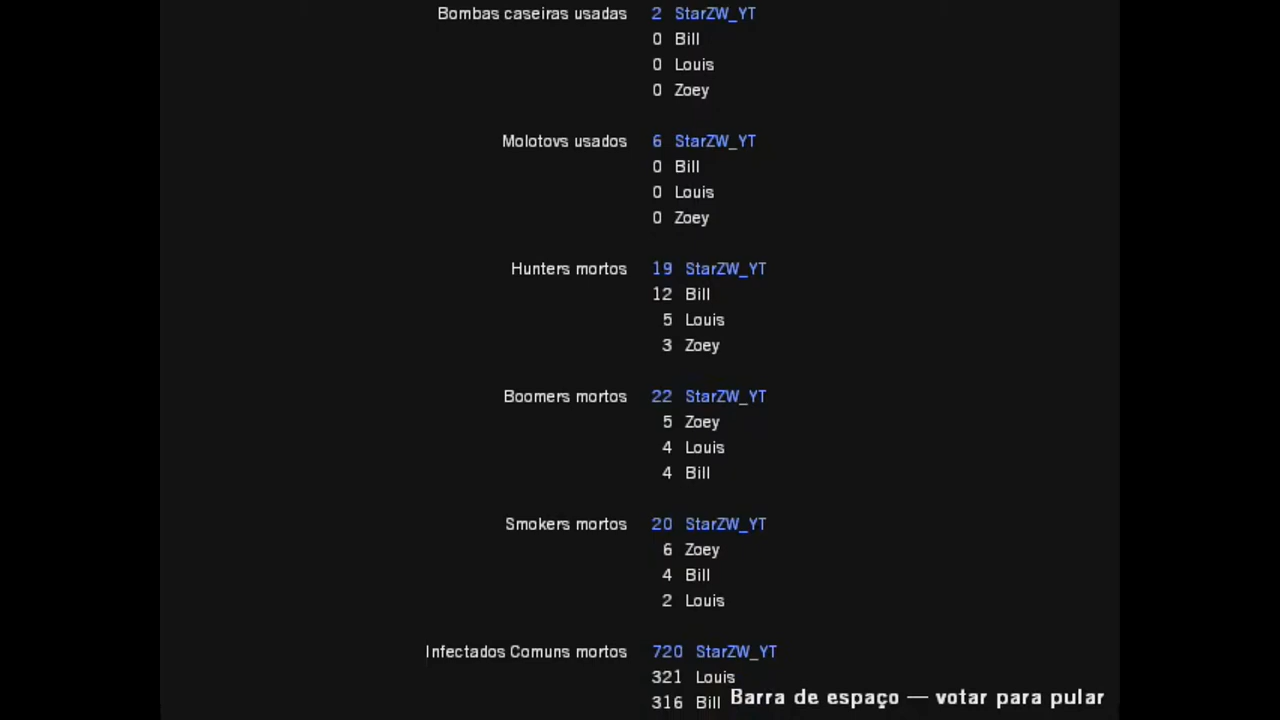 Bombas caseiras usadas 2 StarZW_YT
0 Bill
0 Louis
0 Zoey
Molotovs usados 6 StarZW_YT
0 Bill
0 Louis
0 Zoey
Hunters mortos 19 StarZW_YT
12 Bill
5 Louis
3 Zoey
Boomers mortos 22 StarZW_YT
5 Zoey
4 Louis
4 Bill
Smokers mortos 20 StarZW_YT
6 Zoey
4 Bill
2 Louis
Infectados Comuns mortos 720 StarZW_YT
321 Louis
316 Bill
Barra de espaço — votar para pular